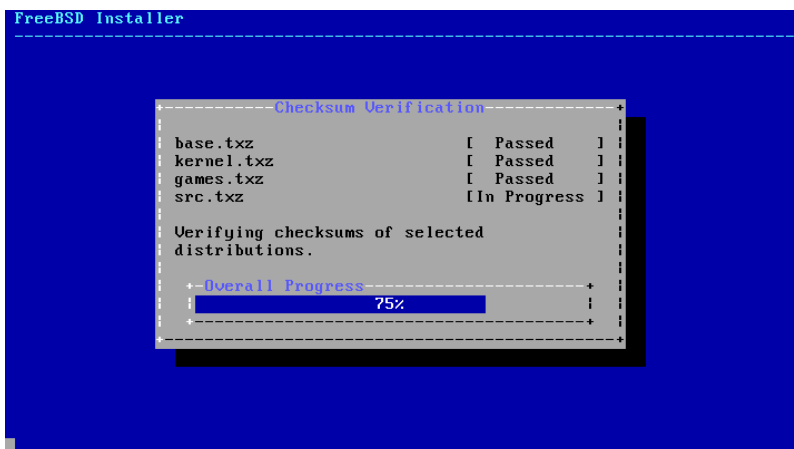 FreeBSD Installer
Checksum Verification
base.txz [ Passed ]
kernel.txz [ Passed ]
games.txz [ Passed ]
src.txz [In Progress ]
Verifying checksums of selected
distributions.
Overall Progress
75%